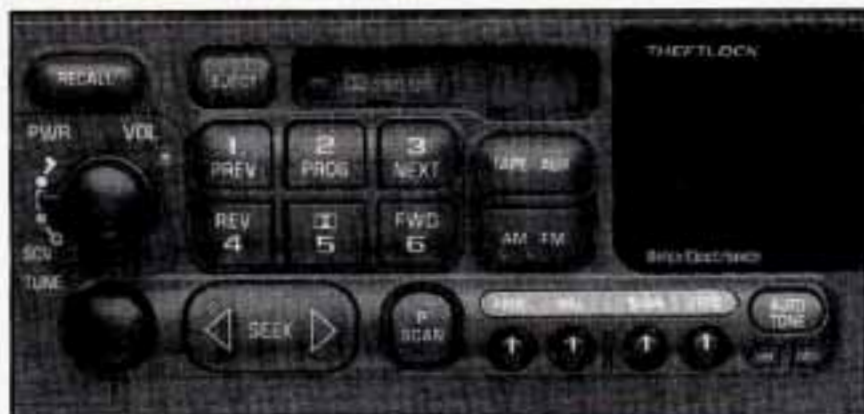 THEFTLOCK
RECALL
EJECT
PWR VOL
1 PREV
2 PROG
3 NEXT
TAPE AUX
REV 4
5
FWD 6
AM FM
SCV
TUNE
SEEK
P SCAN
AUTO TONE